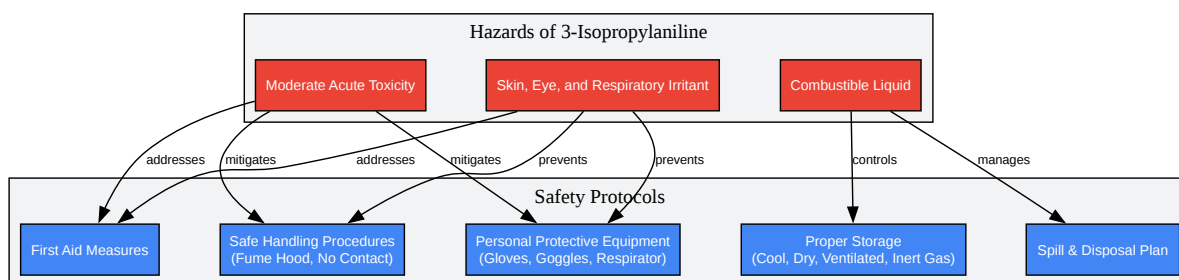 Hazards of 3-Isopropylaniline
Moderate Acute Toxicity
Skin, Eye, and Respiratory Irritant
Combustible Liquid
addresses
mitigates
addresses
mitigates
prevents
prevents
controls
manages
Safety Protocols
First Aid Measures
Safe Handling Procedures
(Fume Hood, No Contact)
Personal Protective Equipment
(Gloves, Goggles, Respirator)
Proper Storage
(Cool, Dry, Ventilated, Inert Gas)
Spill & Disposal Plan